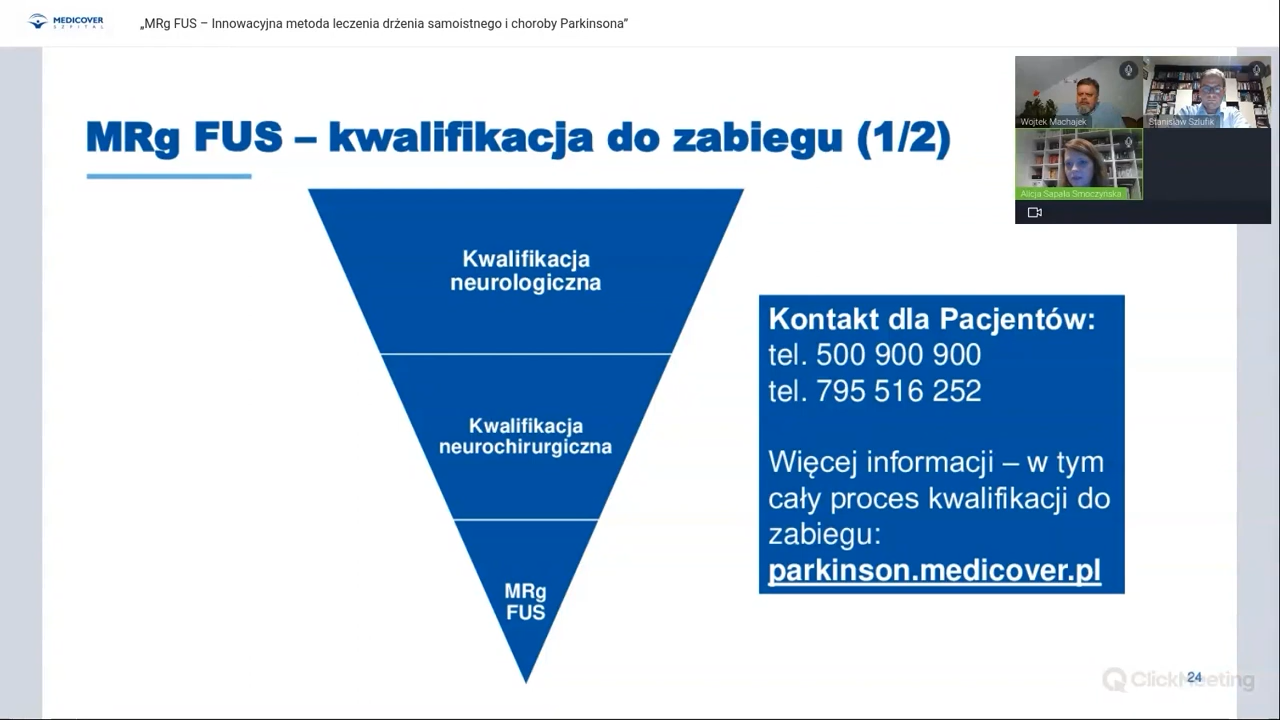 MEDICOVER
SZPITAL
„MRg FUS – Innowacyjna metoda leczenia drżenia samoistnego i choroby Parkinsona”
Wojtek Machajek
Stanisław Szlufik
Alicja Sapała Smoczyńska
MRg FUS – kwalifikacja do zabiegu (1/2)
Kwalifikacja
neurologiczna
Kwalifikacja
neurochirurgiczna
MRg
FUS
Kontakt dla Pacjentów:
tel. 500 900 900
tel. 795 516 252
Więcej informacji – w tym
cały proces kwalifikacji do
zabiegu:
parkinson.medicover.pl
ClickMeeting
24